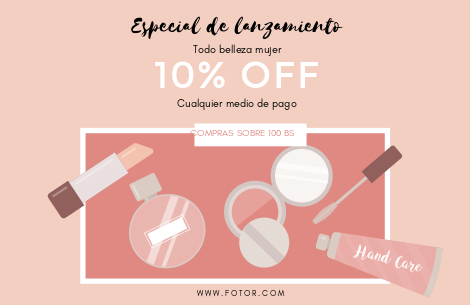 Especial de lanzamiento
Todo belleza mujer
10% OFF
Cualquier medio de pago
COMPRAS SOBRE 100 BS
Hand Care
WWW.FOTOR.COM